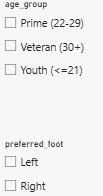 age_group
Prime (22-29)
Veteran (30+)
Youth (<=21)
preferred_foot
Left
Right